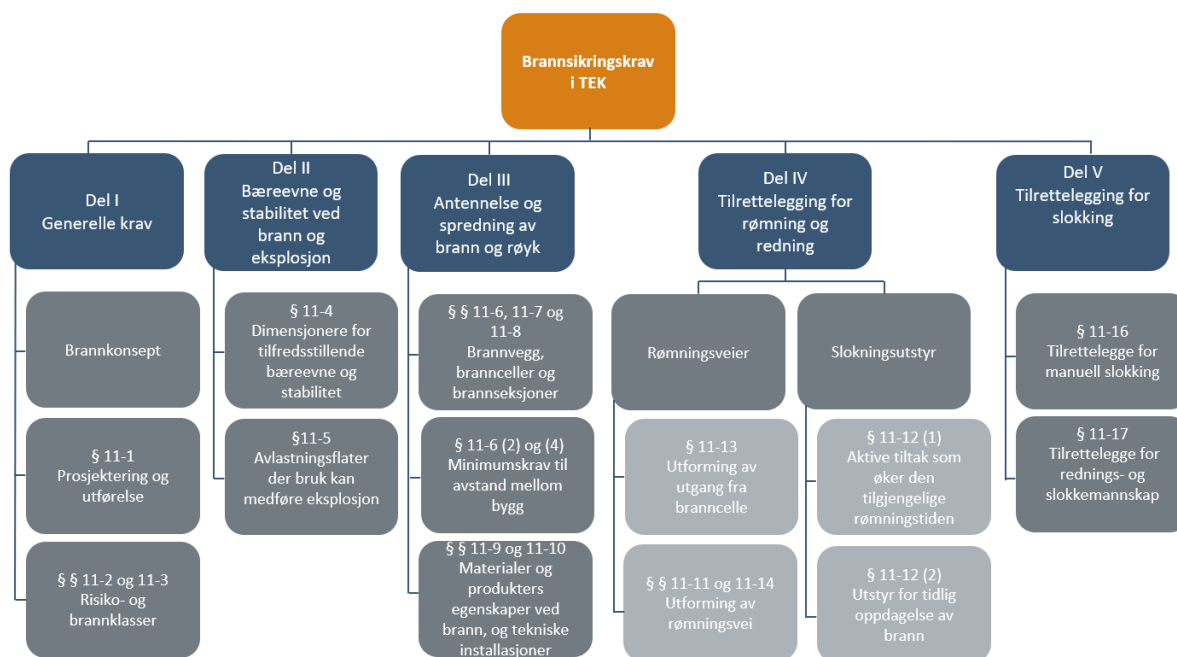 Brannsikringskrav
i TEK
Del I
Generelle krav
Del II
Bæreevne og
stabilitet ved
brann og
eksplosjon
Del III
Antennelse og
spredning av
brann og røyk
Del IV
Tilrettelegging for
rømning og
redning
Del V
Tilrettelegging for
slokking
Brannkonsept
§ 11-1
Prosjektering og
utførelse
§ § 11-2 og 11-3
Risiko- og
brannklasser
§ 11-4
Dimensjonere for
tilfredsstillende
bæreevne og
stabilitet
§11-5
Avlastningsflater
der bruk kan
medføre eksplosjon
§ § 11-6, 11-7 og
11-8
Brannvegg,
brannceller og
brannseksjoner
§ 11-6 (2) og (4)
Minimumskrav til
avstand mellom
bygg
§ § 11-9 og 11-10
Materialer og
produkters
egenskaper ved
brann, og tekniske
installasjoner
Rømningsveier
§ 11-13
Utforming av
utgang fra
branncelle
§ § 11-11 og 11-14
Utforming av
rømningsvei
Slokningsutstyr
§ 11-12 (1)
Aktive tiltak som
øker den
tilgjengelige
rømningstiden
§ 11-12 (2)
Utstyr for tidlig
oppdagelse av
brann
§ 11-16
Tilrettelegge for
manuell slokking
§ 11-17
Tilrettelegge for
rednings- og
slokkemannskap